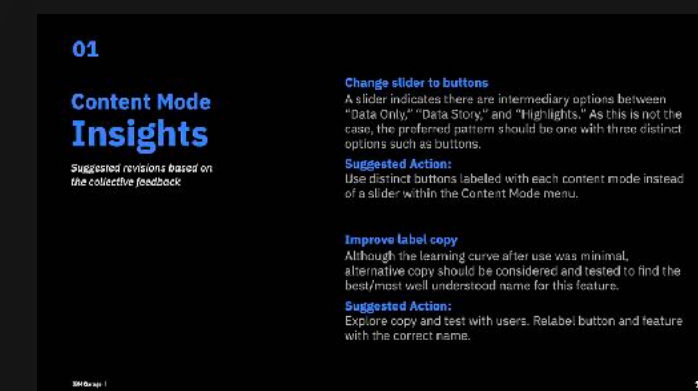 01
Content Mode
Insights
Suggested revisions based on
the collective feedback
Change slider to buttons
A slider indicates there are intermediary options between
“Data Only,” “Data Story,” and “Highlights.” As this is not the
case, the preferred pattern should be one with three distinct
options such as buttons.
Suggested Action:
Use distinct buttons labeled with each content mode instead
of a slider within the Content Mode menu.
Improve label copy
Although the learning curve after use was minimal,
alternative copy should be considered and tested to find the
best/most well understood name for this feature.
Suggested Action:
Explore copy and test with users. Relabel button and feature
with the correct name.
IBM Garage |